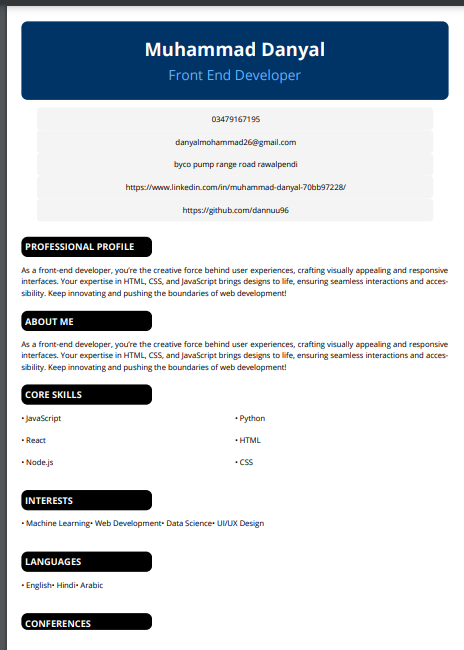 Muhammad Danyal
Front End Developer
03479167195
danyalmohammad26@gmail.com
byco pump range road rawalpendi
https://www.linkedin.com/in/muhammad-danyal-70bb97228/
https://github.com/dannuu96
PROFESSIONAL PROFILE
As a front-end developer, you're the creative force behind user experiences, crafting visually appealing and responsive
interfaces. Your expertise in HTML, CSS, and JavaScript brings designs to life, ensuring seamless interactions and acces-
sibility. Keep innovating and pushing the boundaries of web development!
ABOUT ME
As a front-end developer, you're the creative force behind user experiences, crafting visually appealing and responsive
interfaces. Your expertise in HTML, CSS, and JavaScript brings designs to life, ensuring seamless interactions and acces-
sibility. Keep innovating and pushing the boundaries of web development!
CORE SKILLS
• JavaScript • Python
• React • HTML
• Node.js • CSS
INTERESTS
• Machine Learning• Web Development• Data Science• UI/UX Design
LANGUAGES
• English• Hindi• Arabic
CONFERENCES